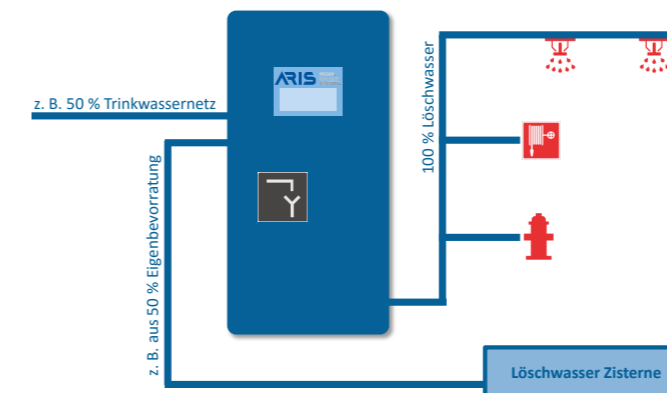 ARIS
z. B. 50 % Trinkwassernetz
z. B. aus 50 % Eigenbevorratung
100 % Löschwasser
Löschwasser Zisterne